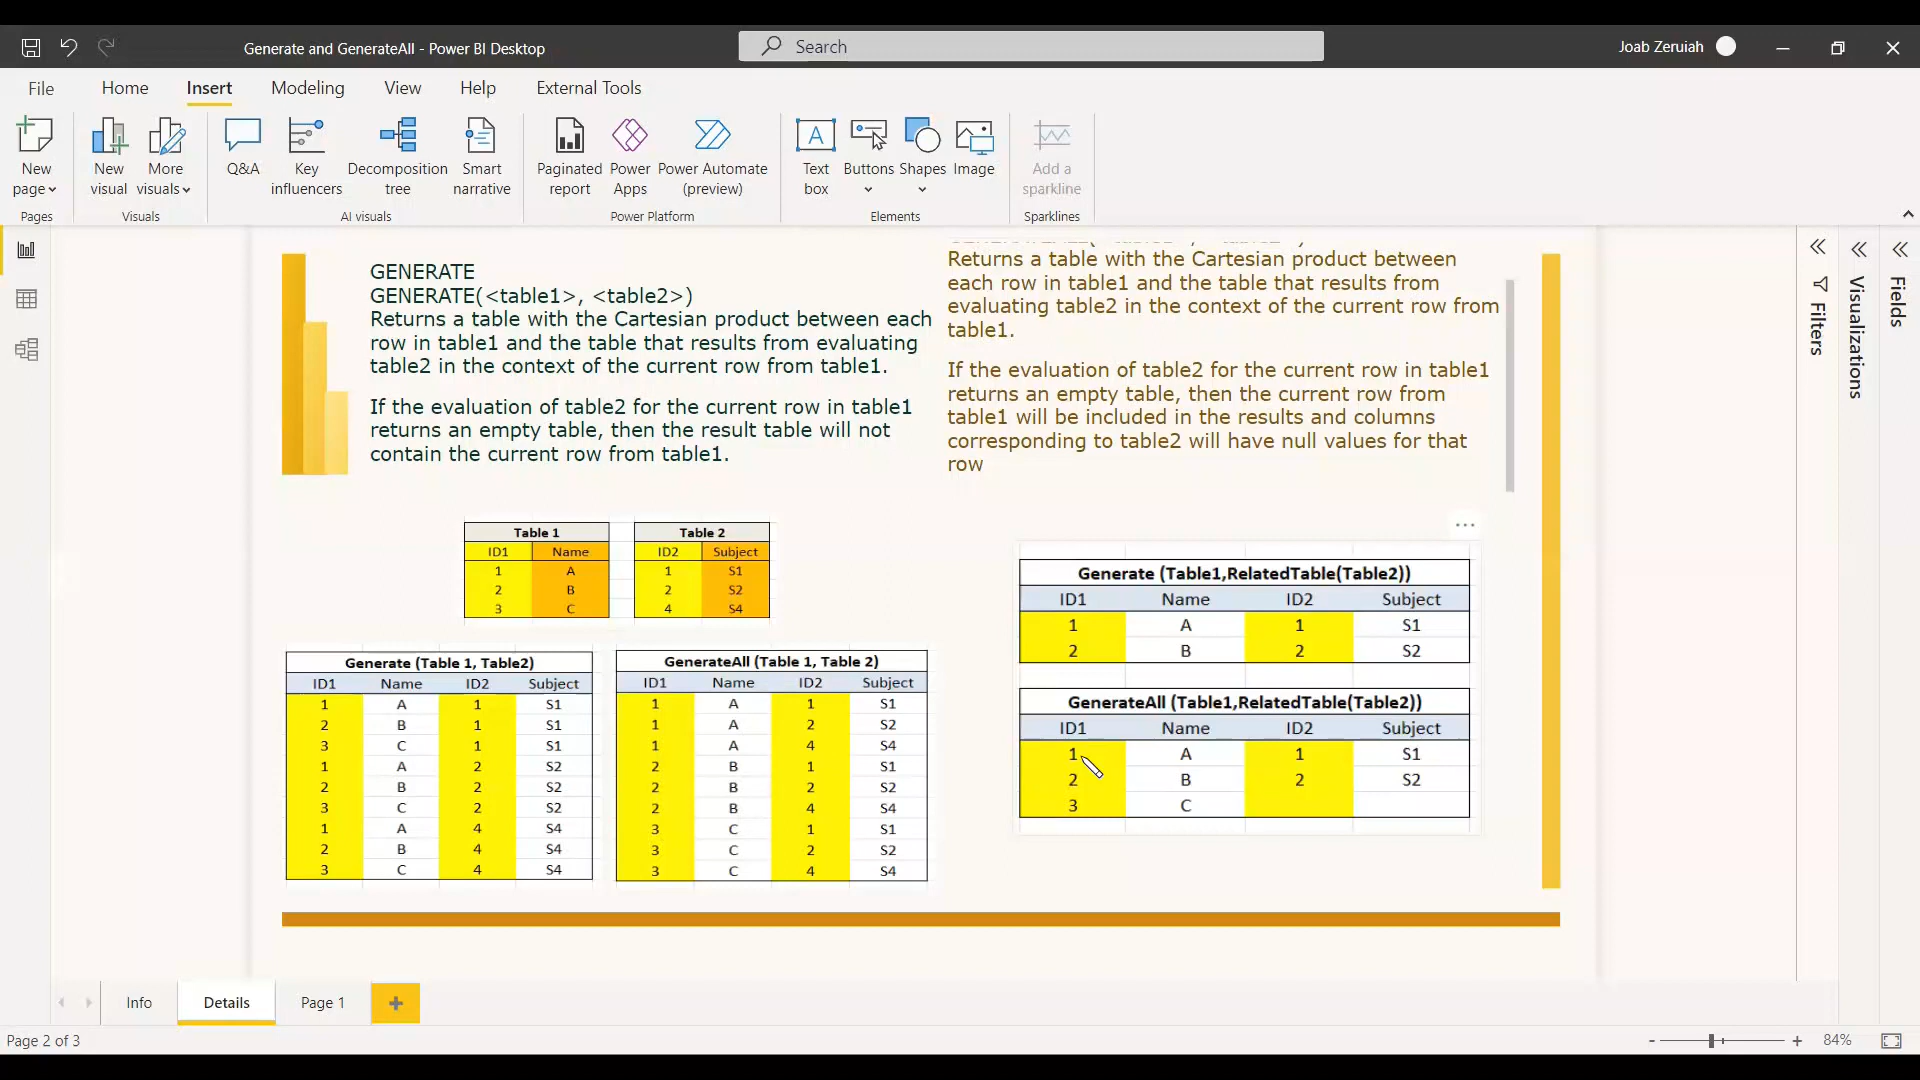 Generate and GenerateAll - Power BI Desktop
Search
Joab Zeruiah
File
Home
Insert
Modeling
View
Help
External Tools
New page
New visual
More visuals
Q&A
Key influencers
Decomposition tree
Smart narrative
Paginated report
Power Apps
Power Automate (preview)
Text box
Buttons
Shapes
Image
Add a sparkline
Pages
Visuals
AI visuals
Power Platform
Elements
Sparklines
GENERATE
GENERATE(<table1>, <table2>)
Returns a table with the Cartesian product between each
row in table1 and the table that results from evaluating
table2 in the context of the current row from table1.
If the evaluation of table2 for the current row in table1
returns an empty table, then the result table will not
contain the current row from table1.
Returns a table with the Cartesian product between
each row in table1 and the table that results from
evaluating table2 in the context of the current row from
table1.
If the evaluation of table2 for the current row in table1
returns an empty table, then the current row from
table1 will be included in the results and columns
corresponding to table2 will have null values for that
row
Filters
Visualizations
Fields
Table 1
ID1 Name
1 A
2 B
3 C
Table 2
ID2 Subject
1 S1
2 S2
4 S4
Generate (Table 1, Table2)
ID1 Name ID2 Subject
1 A 1 S1
2 B 1 S1
3 C 1 S1
1 A 2 S2
2 B 2 S2
3 C 2 S2
1 A 4 S4
2 B 4 S4
3 C 4 S4
GenerateAll (Table 1, Table 2)
ID1 Name ID2 Subject
1 A 1 S1
1 A 2 S2
1 A 4 S4
2 B 1 S1
2 B 2 S2
2 B 4 S4
3 C 1 S1
3 C 2 S2
3 C 4 S4
Generate (Table1,RelatedTable(Table2))
ID1 Name ID2 Subject
1 A 1 S1
2 B 2 S2
GenerateAll (Table1,RelatedTable(Table2))
ID1 Name ID2 Subject
1 A 1 S1
2 B 2 S2
3 C
Info
Details
Page 1
Page 2 of 3
84%